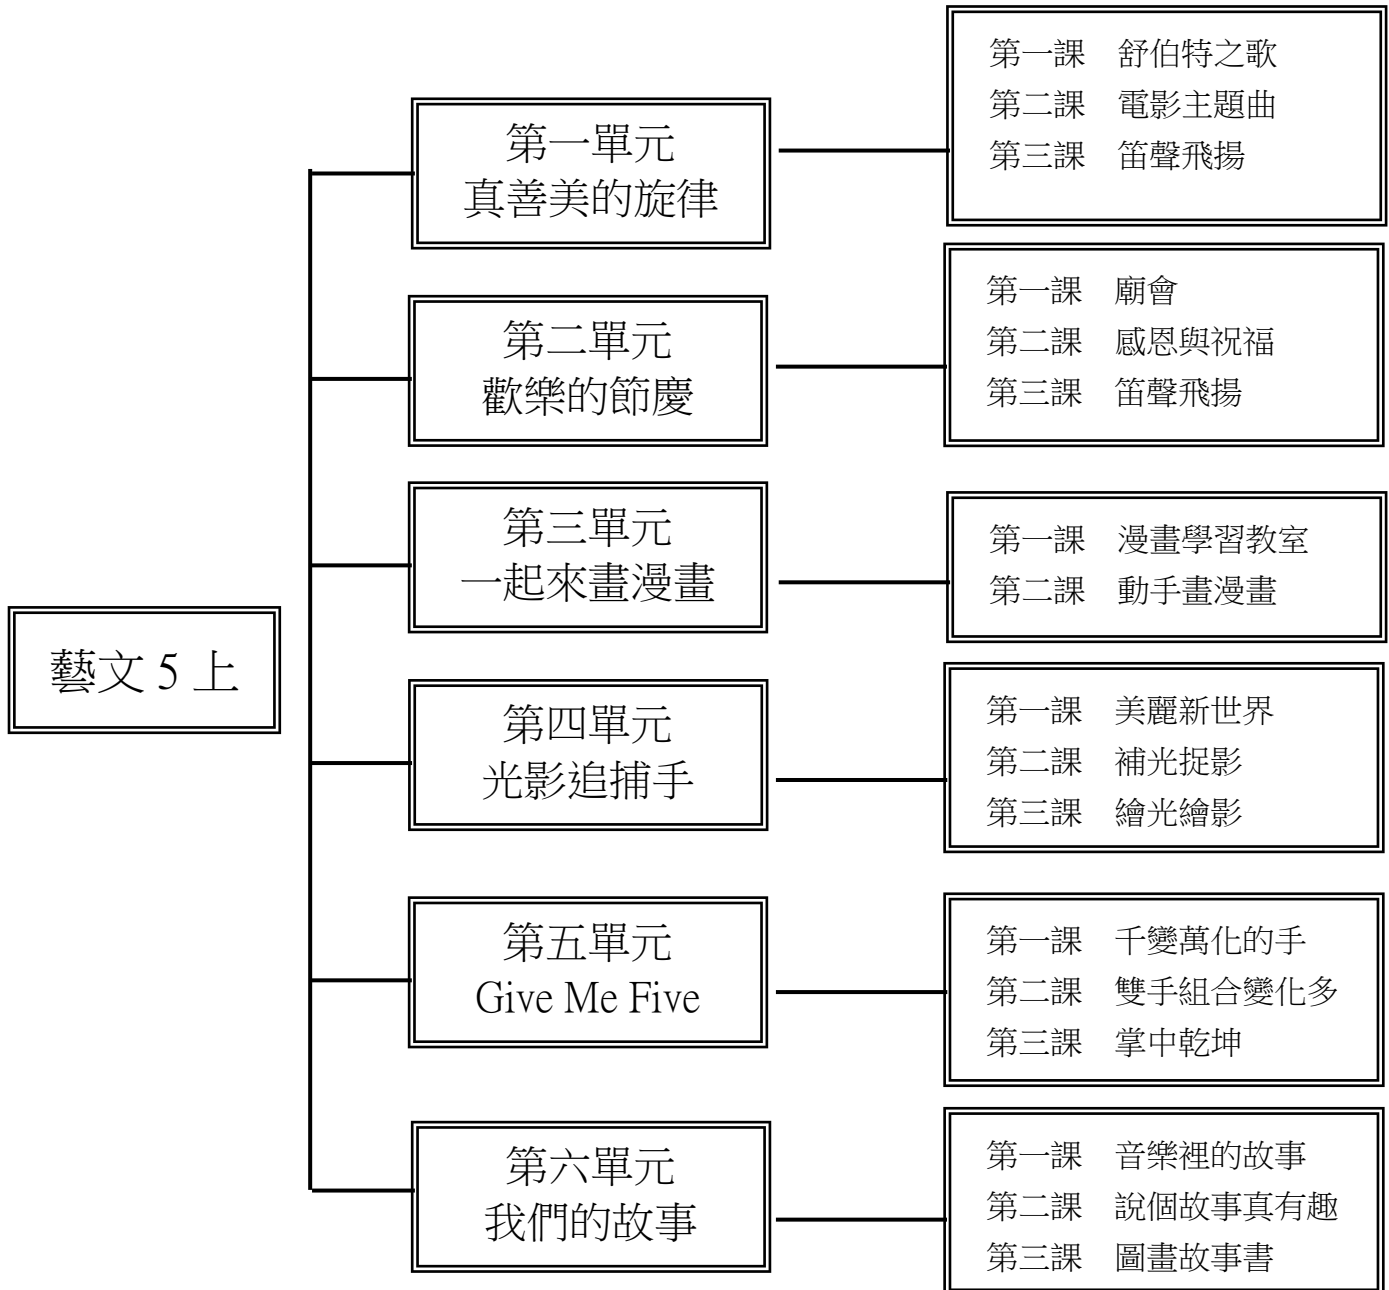 藝文 5 上
第一單元
真善美的旋律
第一課　舒伯特之歌
第二課　電影主題曲
第三課　笛聲飛揚
第二單元
歡樂的節慶
第一課　廟會
第二課　感恩與祝福
第三課　笛聲飛揚
第三單元
一起來畫漫畫
第一課　漫畫學習教室
第二課　動手畫漫畫
第四單元
光影追捕手
第一課　美麗新世界
第二課　補光捉影
第三課　繪光繪影
第五單元
Give Me Five
第一課　千變萬化的手
第二課　雙手組合變化多
第三課　掌中乾坤
第六單元
我們的故事
第一課　音樂裡的故事
第二課　說個故事真有趣
第三課　圖畫故事書